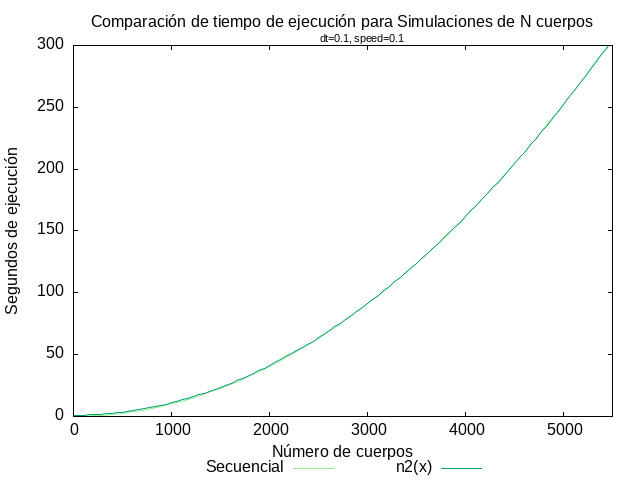 Comparación de tiempo de ejecución para Simulaciones de N cuerpos
dt=0.1, speed=0.1
300
250
200
150
100
50
0
Segundos de ejecución
0 1000 2000 3000 4000 5000
Número de cuerpos
Secuencial n2(x)